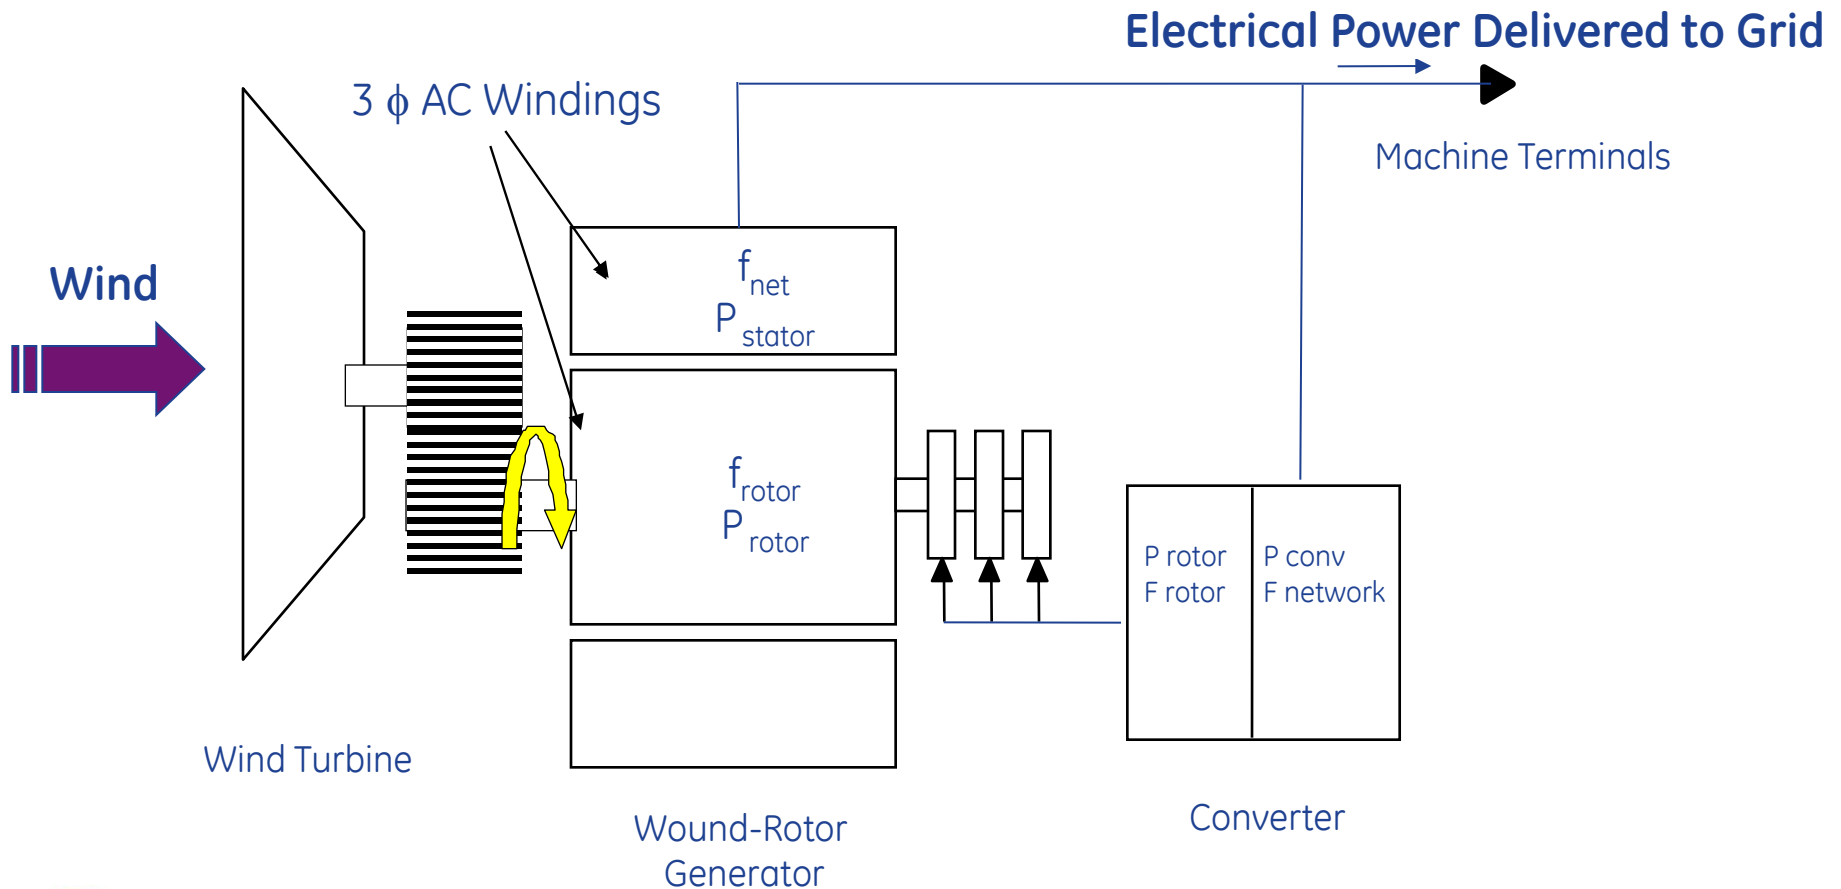 Electrical Power Delivered to Grid
3 ϕ AC Windings
Machine Terminals
Wind
f net
P stator
f rotor
P rotor
P rotor
F rotor
P conv
F network
Wind Turbine
Wound-Rotor
Generator
Converter